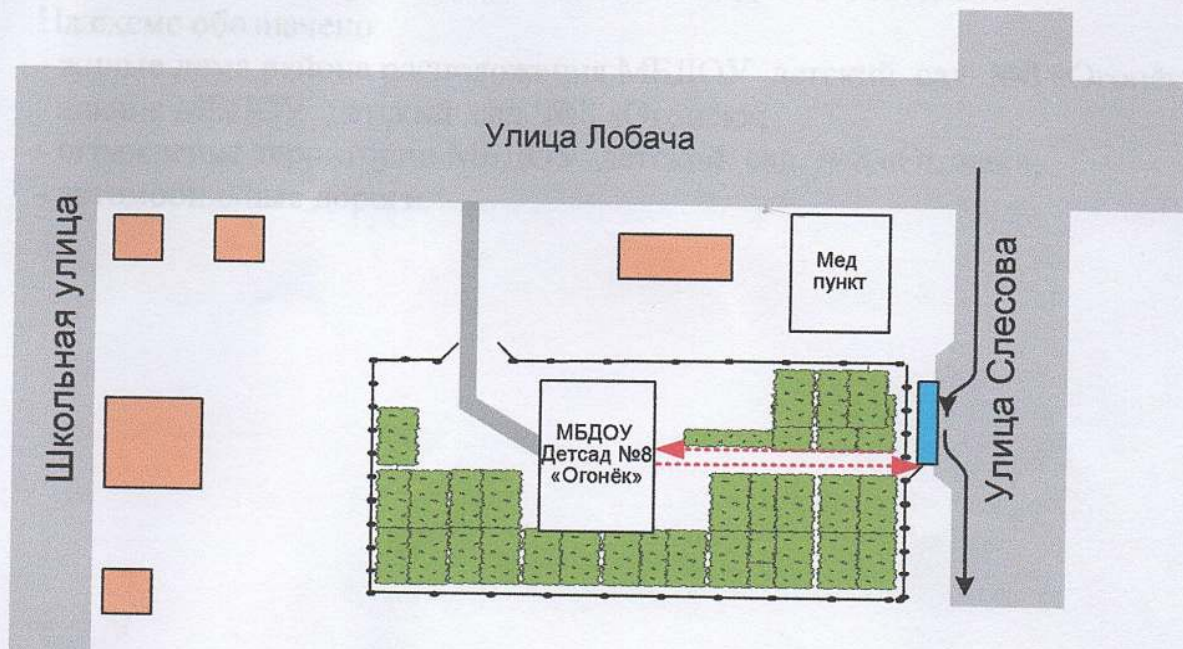 Улица Лобача
Школьная улица
Мед
пункт
Улица Слесова
МБДОУ
Детсад №8
«Огонёк»